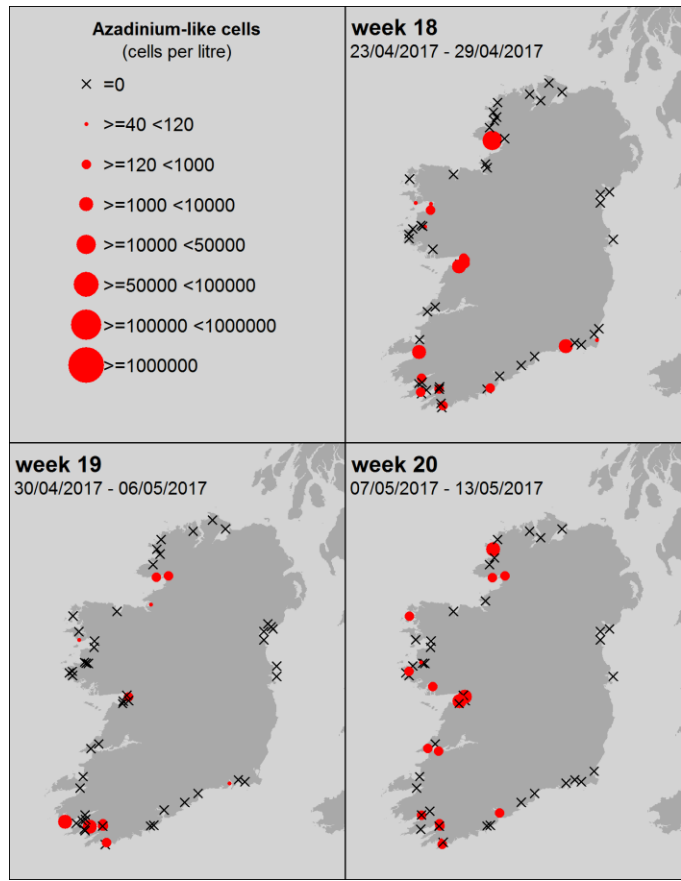 Azadinium-like cells
(cells per litre)
=0
>=40 <120
>=120 <1000
>=1000 <10000
>=10000 <50000
>=50000 <100000
>=100000 <1000000
>=1000000
week 18
23/04/2017 - 29/04/2017
week 19
30/04/2017 - 06/05/2017
week 20
07/05/2017 - 13/05/2017